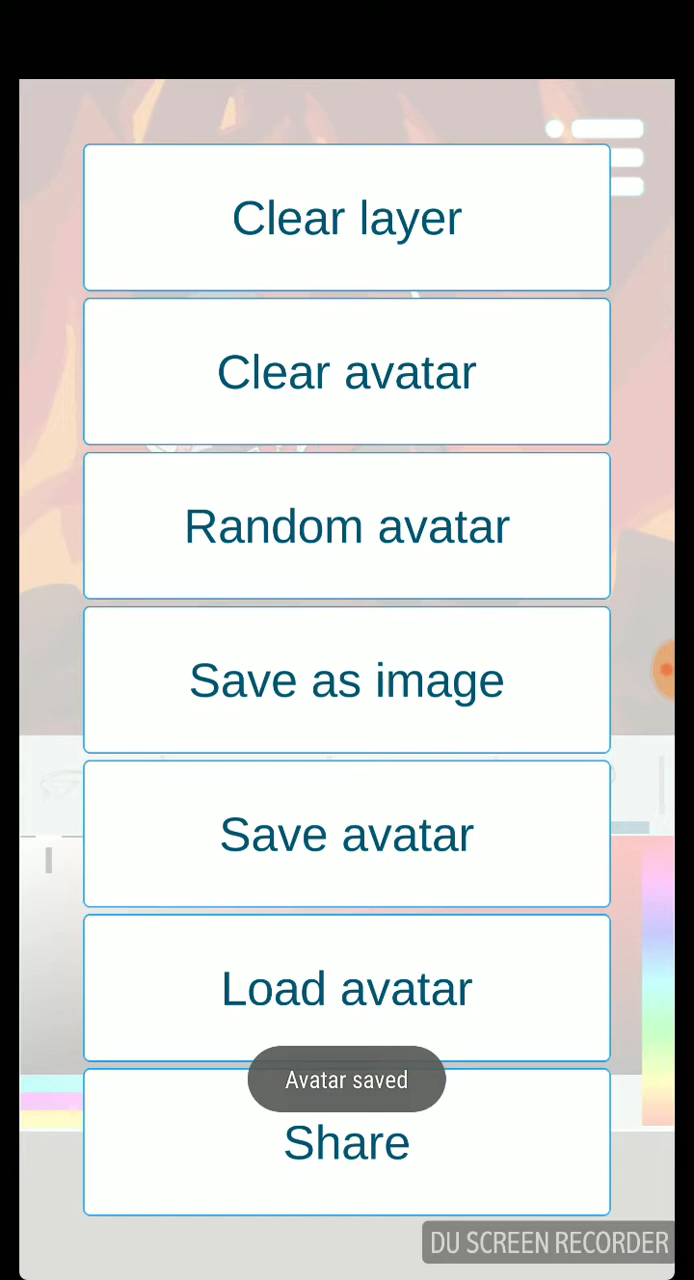 Clear layer
Clear avatar
Random avatar
Save as image
Save avatar
Load avatar
Avatar saved
Share
DU SCREEN RECORDER